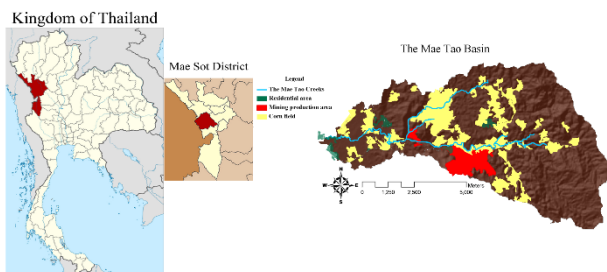 Kingdom of Thailand
Mae Sot District
The Mae Tao Basin
Legend
The Mae Tao Creeks
Residential area
Mining production area
Corn field
N
W
E
S
0 1,250 2,500 5,000
Meters